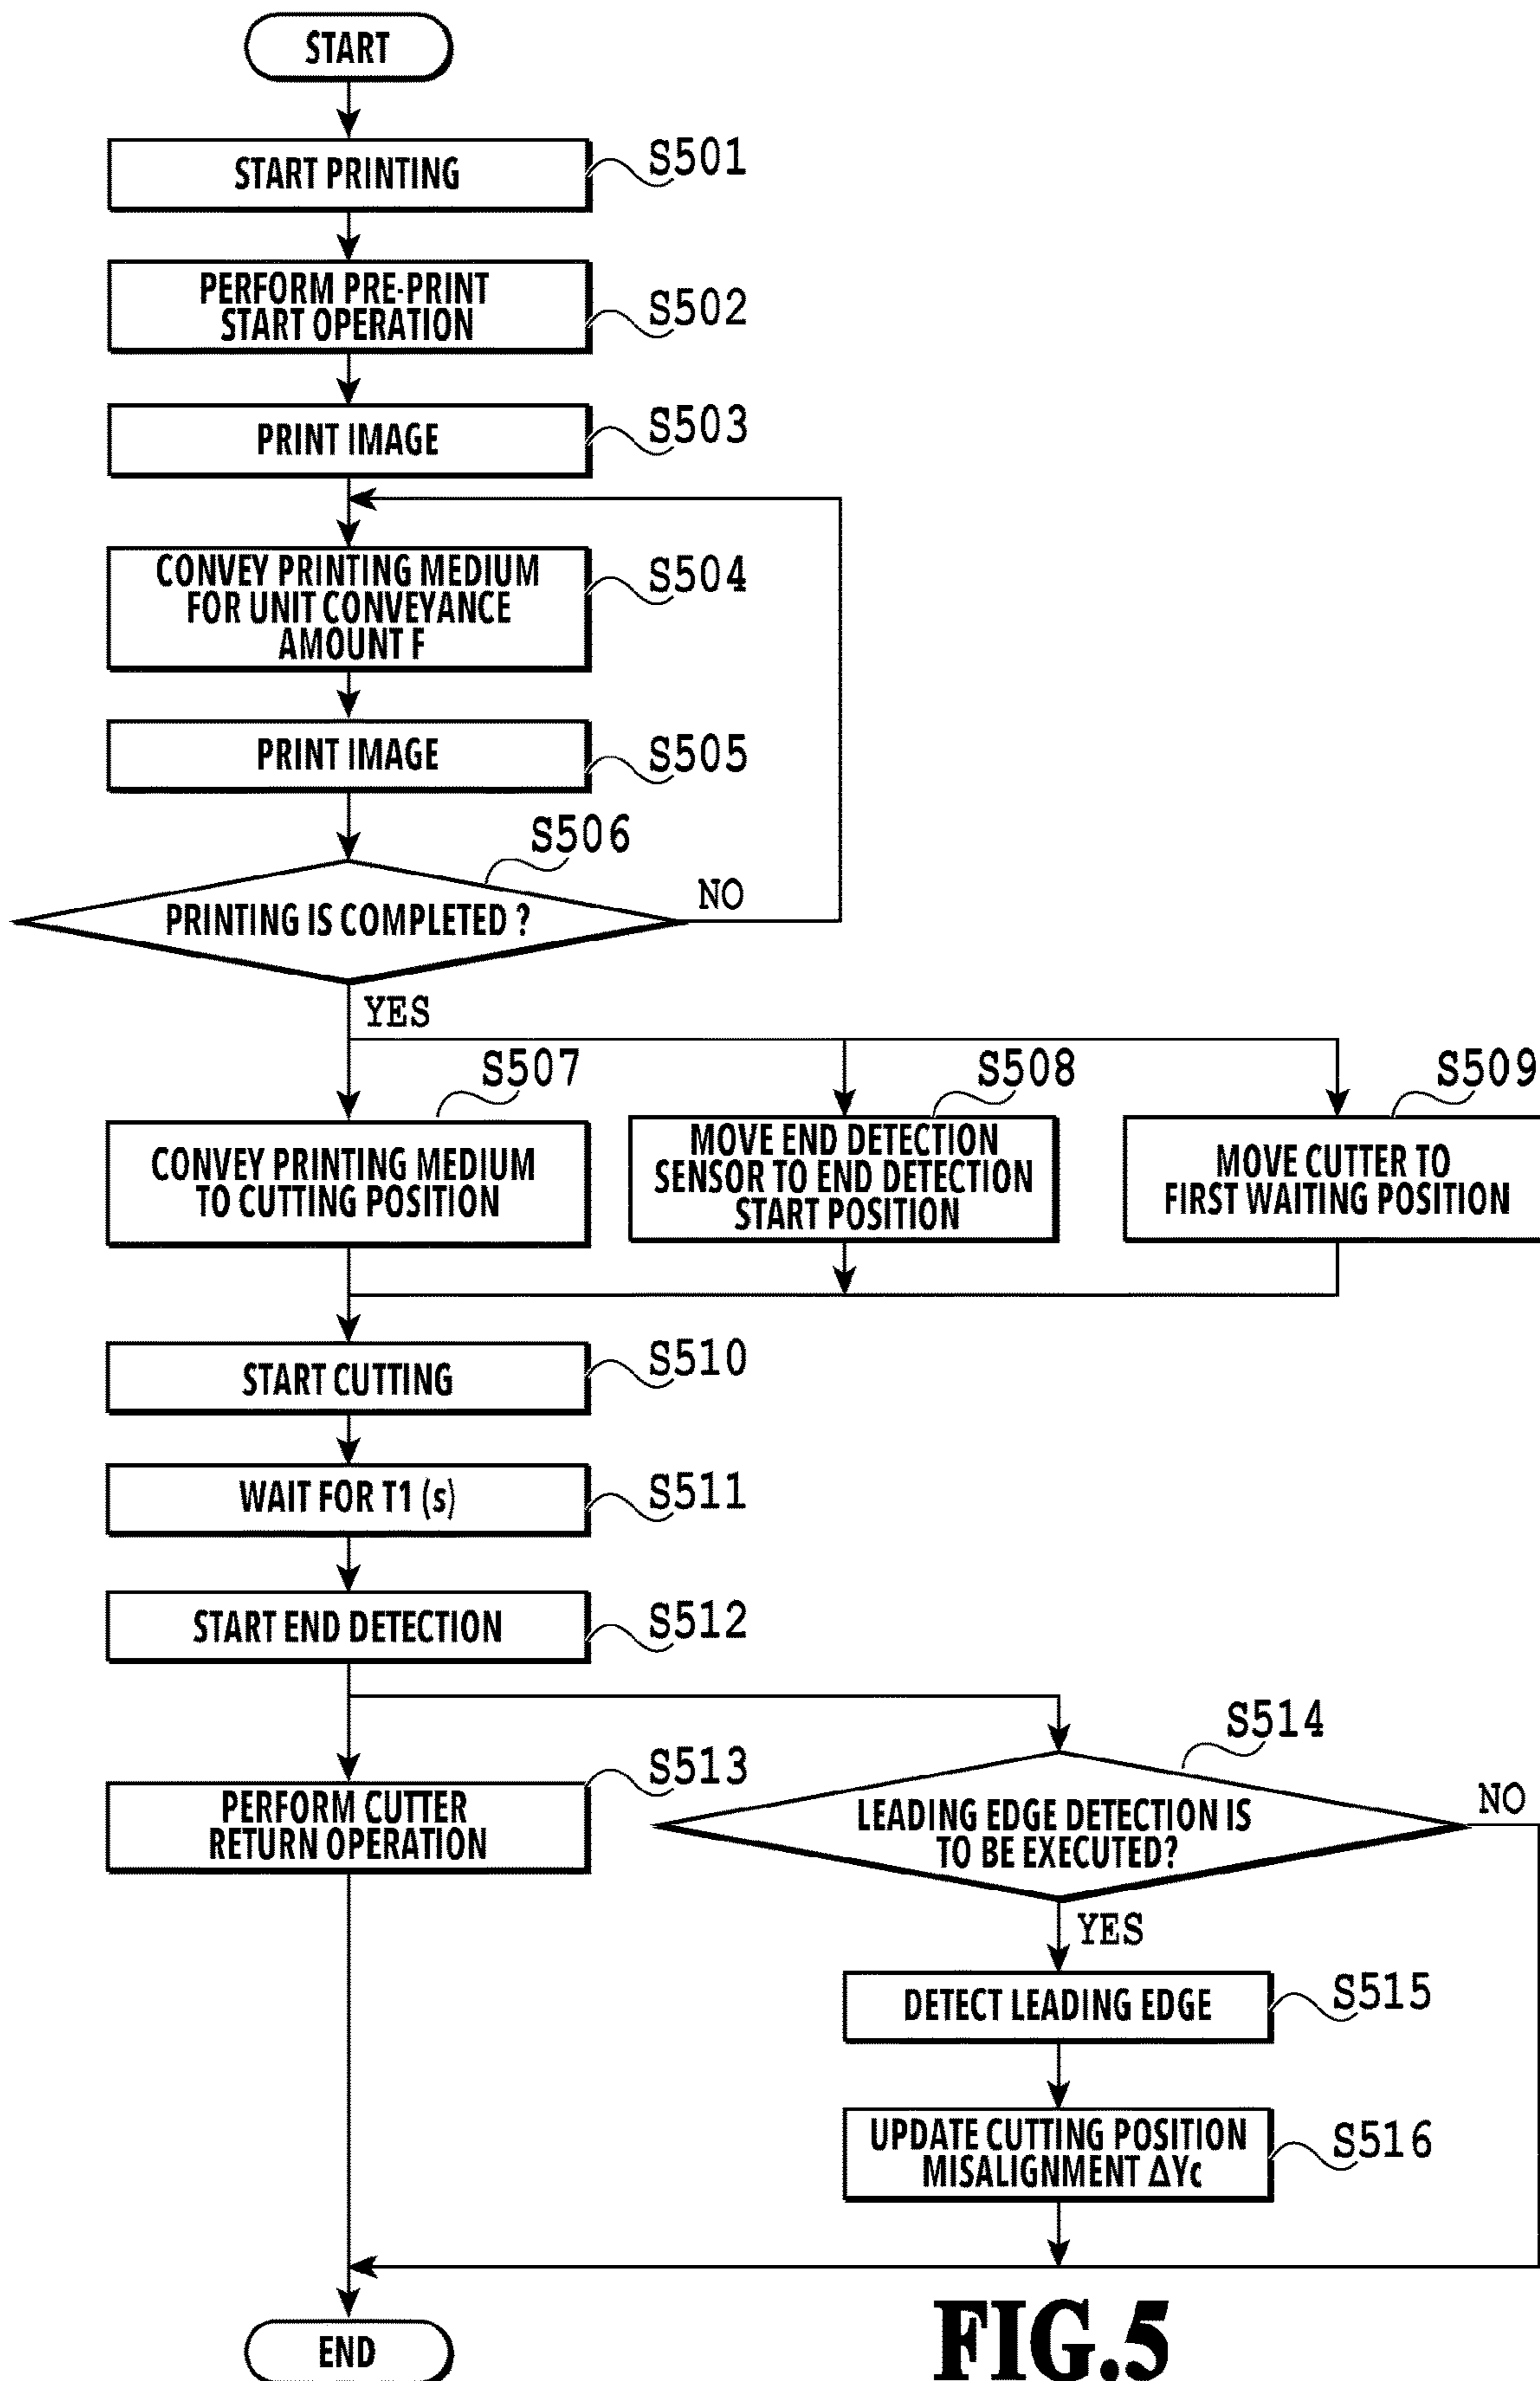 START
START PRINTING
S501
PERFORM PRE-PRINT
START OPERATION
S502
PRINT IMAGE
S503
CONVEY PRINTING MEDIUM
FOR UNIT CONVEYANCE
AMOUNT F
S504
PRINT IMAGE
S505
S506
PRINTING IS COMPLETED ?
NO
YES
S507
CONVEY PRINTING MEDIUM
TO CUTTING POSITION
S508
MOVE END DETECTION
SENSOR TO END DETECTION
START POSITION
S509
MOVE CUTTER TO
FIRST WAITING POSITION
START CUTTING
S510
WAIT FOR T1 (s)
S511
START END DETECTION
S512
PERFORM CUTTER
RETURN OPERATION
S513
S514
LEADING EDGE DETECTION IS
TO BE EXECUTED?
NO
YES
DETECT LEADING EDGE
S515
UPDATE CUTTING POSITION
MISALIGNMENT ΔYc
S516
END
FIG.5